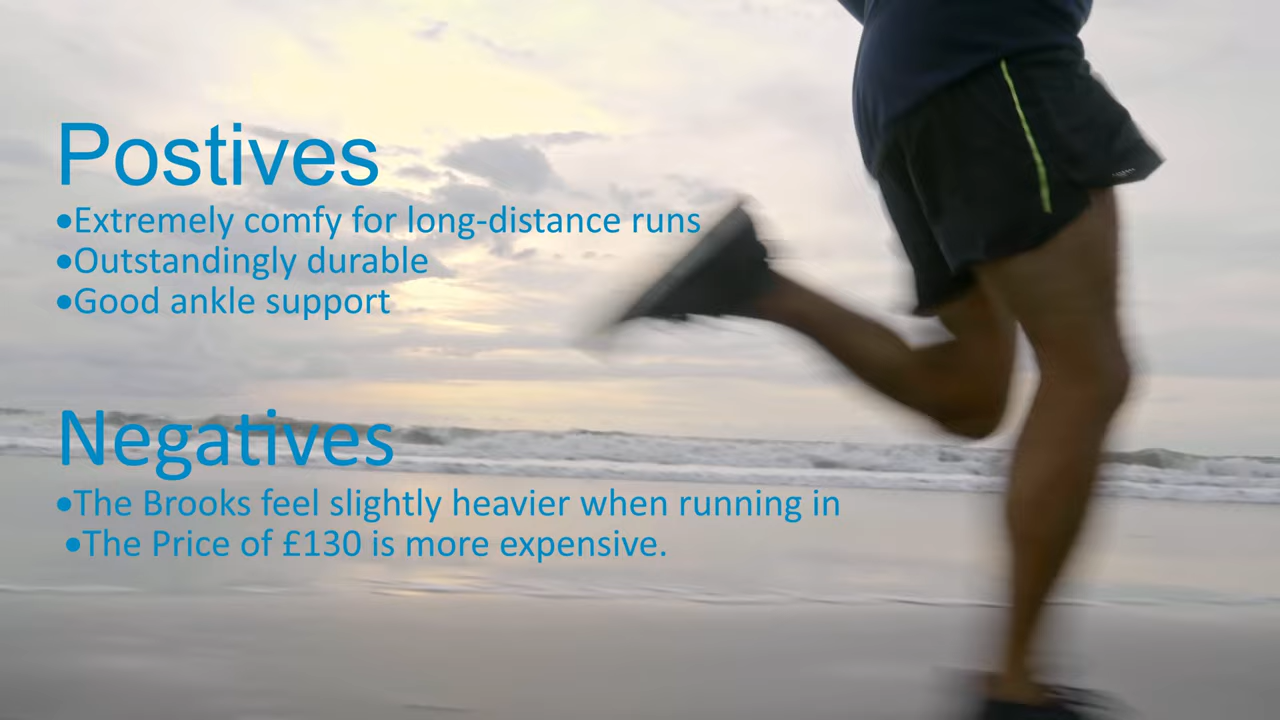 Postives
•Extremely comfy for long-distance runs
•Outstandingly durable
•Good ankle support
Negatives
•The Brooks feel slightly heavier when running in
•The Price of £130 is more expensive.